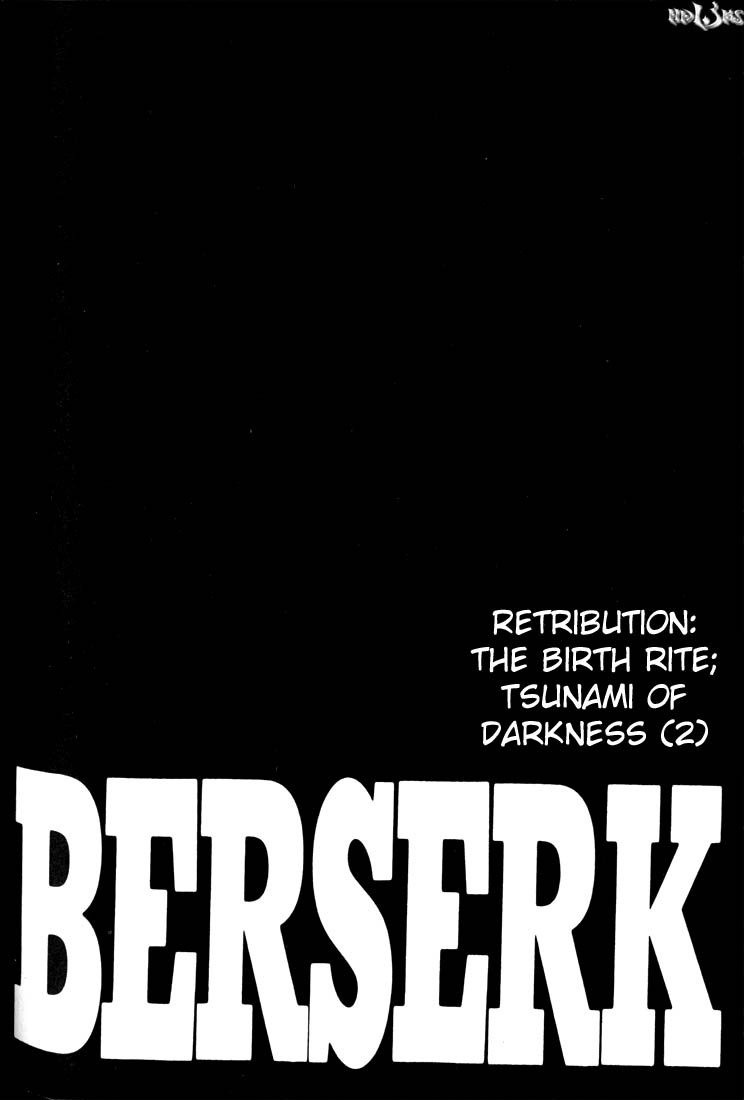 RETRIBUTION:
THE BIRTH RITE;
TSUNAMI OF
DARKNESS (2)
BERSERK